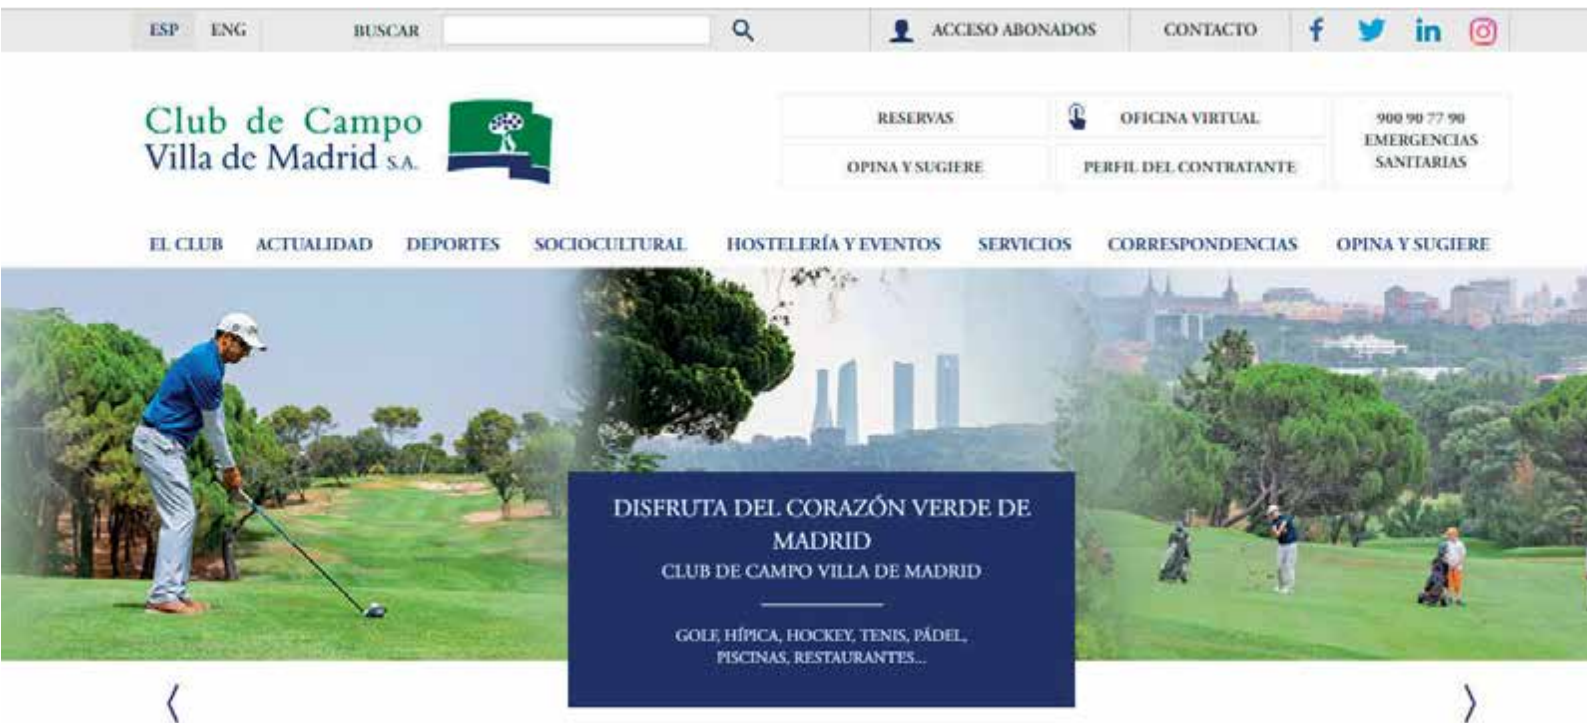 ESP ENG BUSCAR ACCESO ABONADOS CONTACTO
Club de Campo
Villa de Madrid S.A.
RESERVAS
OFICINA VIRTUAL
OPINA Y SUGIERE
PERFIL DEL CONTRATANTE
900 90 77 90
EMERGENCIAS
SANITARIAS
EL CLUB ACTUALIDAD DEPORTES SOCIOCULTURAL HOSTELERÍA Y EVENTOS SERVICIOS CORRESPONDENCIAS OPINA Y SUGIERE
DISFRUTA DEL CORAZÓN VERDE DE
MADRID
CLUB DE CAMPO VILLA DE MADRID
GOLF, HÍPICA, HOCKEY, TENIS, PÁDEL,
PISCINAS, RESTAURANTES...